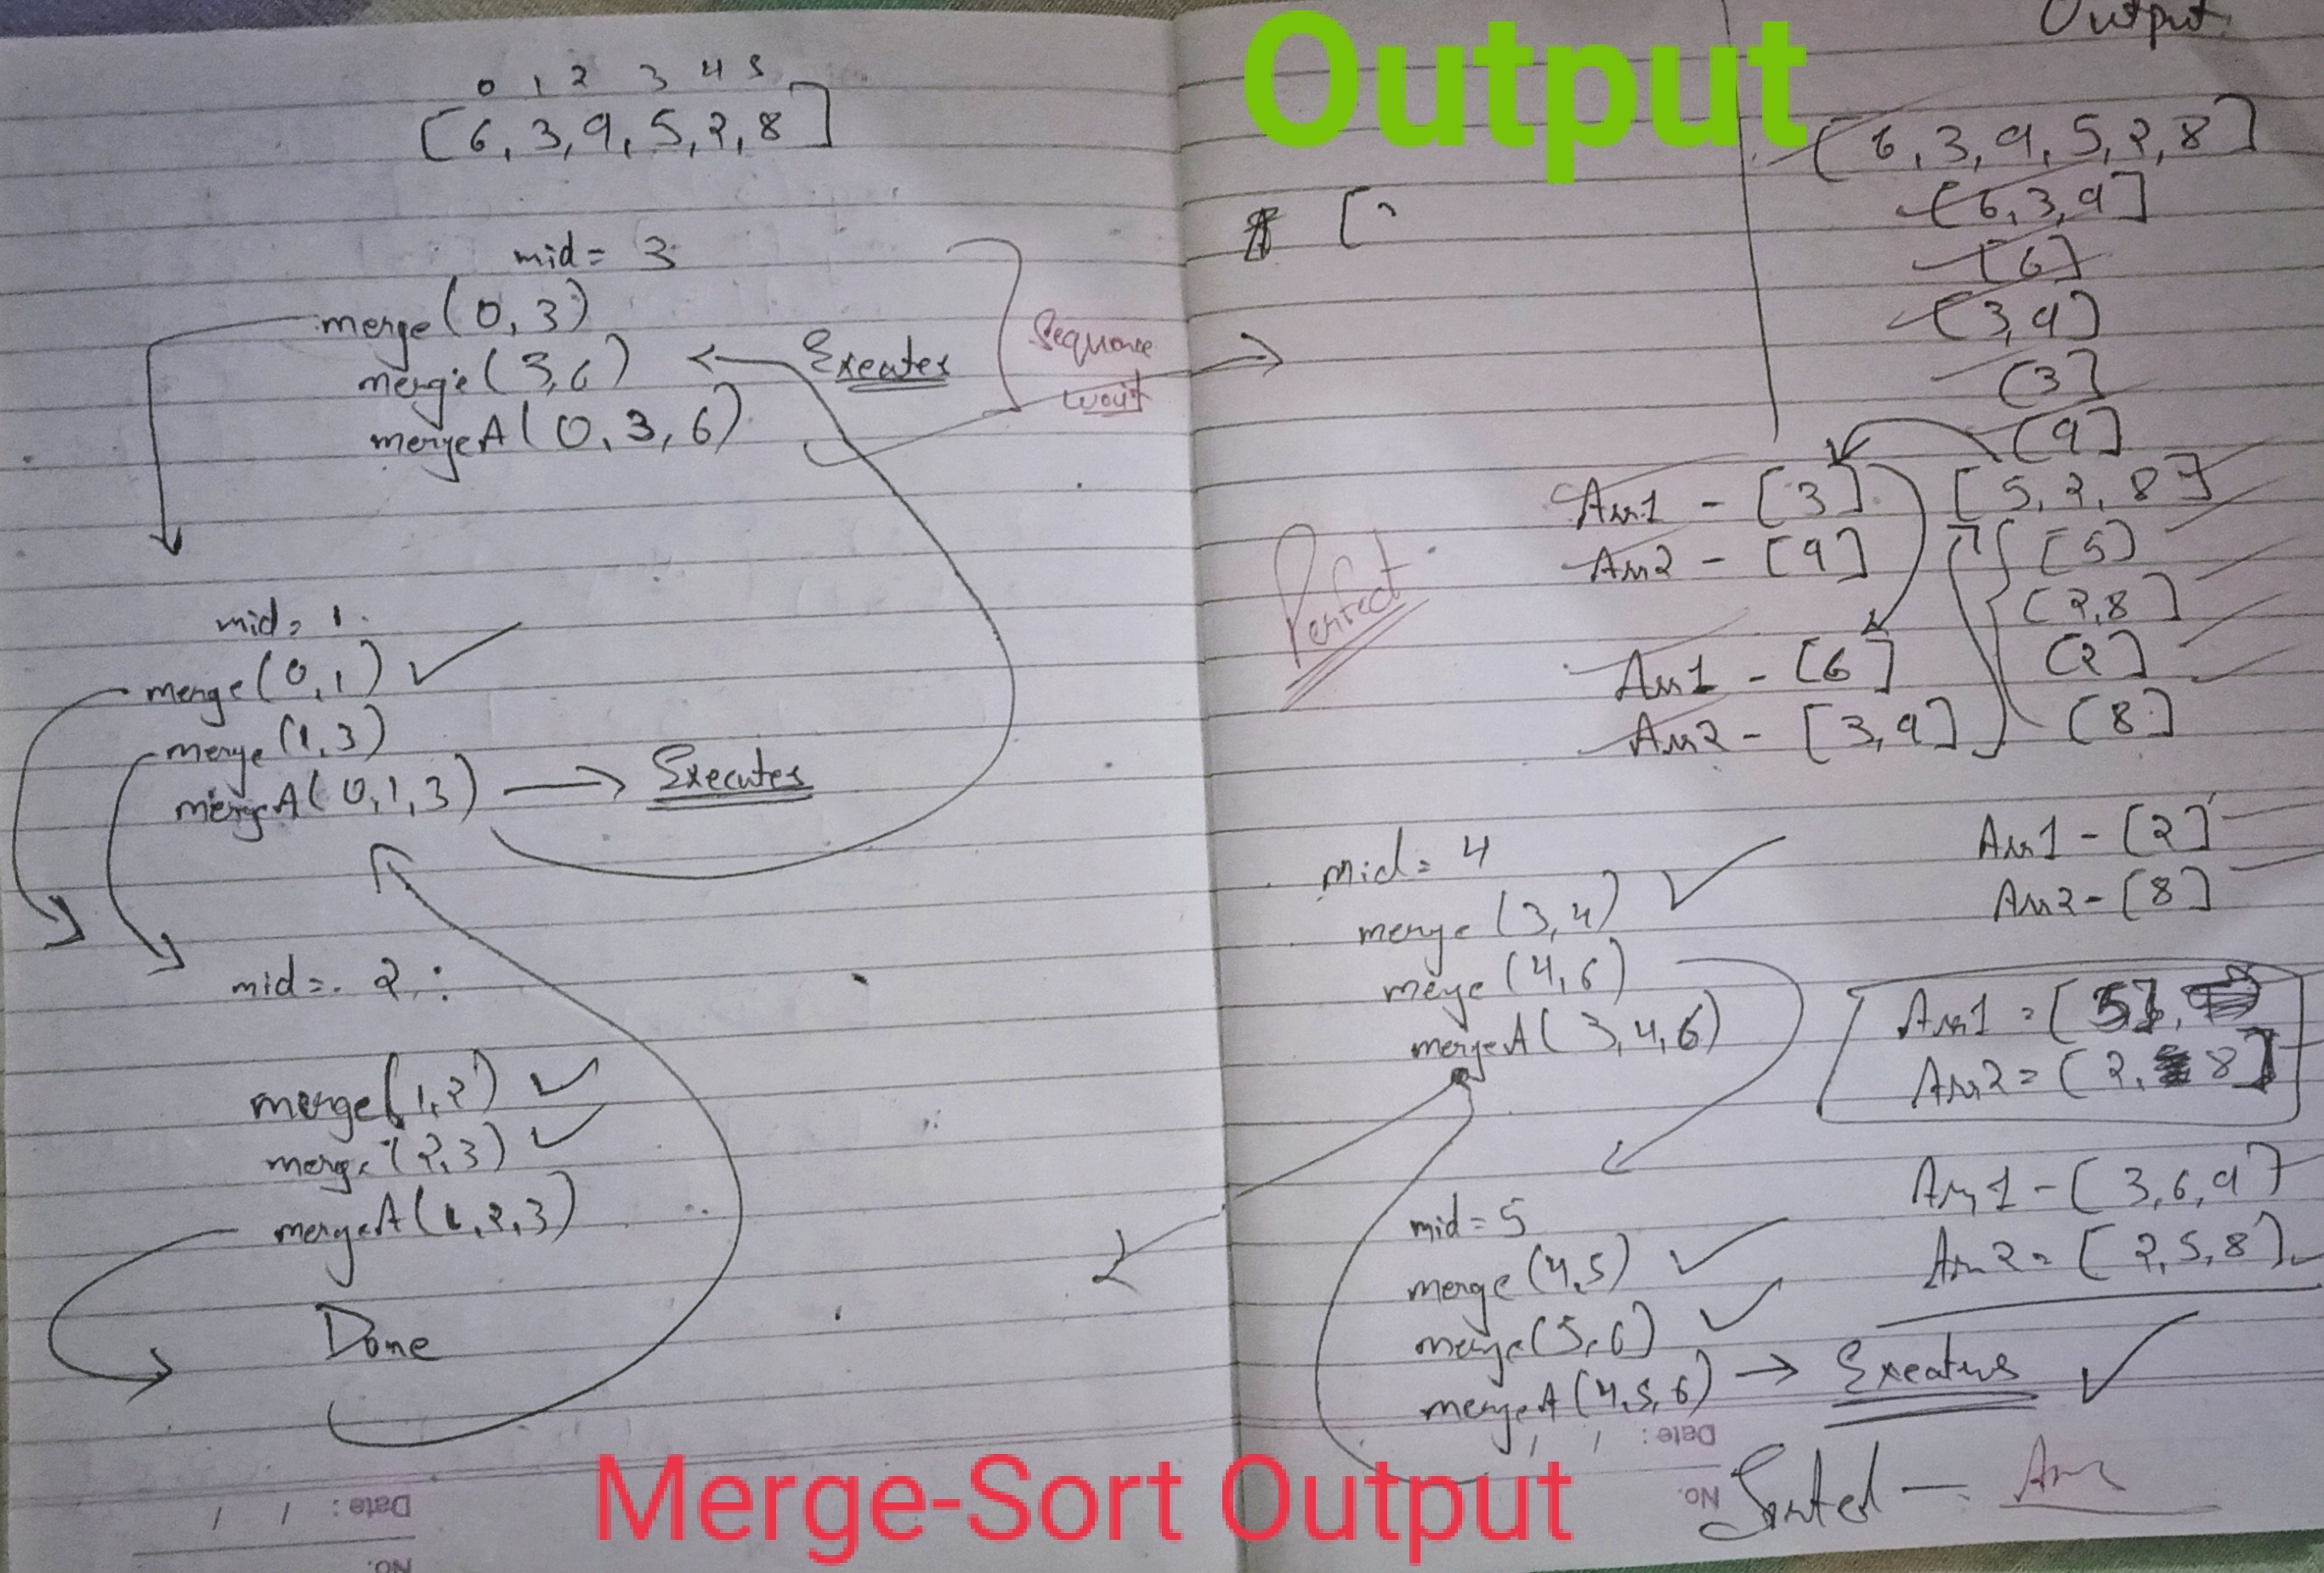 0 1 2 3 4 5
[6, 3, 9, 5, 2, 8]
mid = 3
merge(0, 3)
merge(3, 6)
Executes
mergeA(0, 3, 6)
Sequence
wait
mid = 1
merge(0, 1)
merge(1, 3)
mergeA(0, 1, 3) → Executes
mid = 2
merge(1, 2)
merge(2, 3)
mergeA(1, 2, 3)
Done
Date:
No.
Output
Output
[6, 3, 9, 5, 2, 8]
[6, 3, 9]
[6]
[3, 9]
[3]
[9]
Arr1 - [3]
Arr2 - [9]
[5, 2, 8]
[5]
[2, 8]
[2]
[8]
Perfect
Arr1 - [6]
Arr2 - [3, 9]
mid = 4
merge(3, 4)
merge(4, 6)
mergeA(3, 4, 6)
Arr1 - [2]
Arr2 - [8]
Arr1 = [5]
Arr2 = [2, 8]
Arr1 - [3, 6, 9]
Arr2 = [2, 5, 8]
mid = 5
merge(4, 5)
merge(5, 6)
mergeA(4, 5, 6) → Executes
Date:
No.
Sorted - Arr
Merge-Sort Output